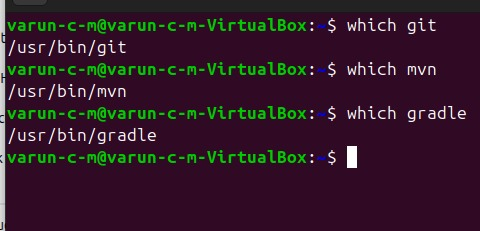 varun-c-m@varun-c-m-VirtualBox:~$ which git
/usr/bin/git
varun-c-m@varun-c-m-VirtualBox:~$ which mvn
/usr/bin/mvn
varun-c-m@varun-c-m-VirtualBox:~$ which gradle
/usr/bin/gradle
varun-c-m@varun-c-m-VirtualBox:~$